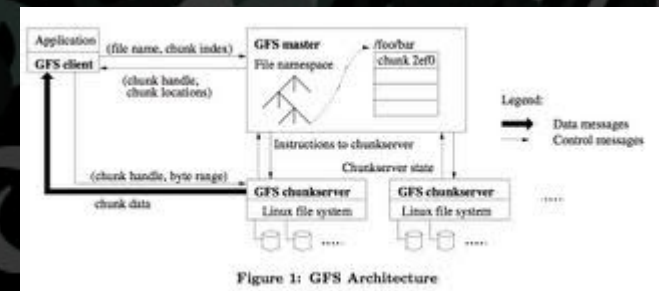 Application
GFS client
(file name, chunk index)
(chunk handle,
chunk locations)
GFS master
File namespace
/foo/bar
chunk 2ef0
Legend:
Data messages
Control messages
Instructions to chunkserver
Chunkserver state
(chunk handle, byte range)
chunk data
GFS chunkserver
Linux file system
GFS chunkserver
Linux file system
Figure 1: GFS Architecture